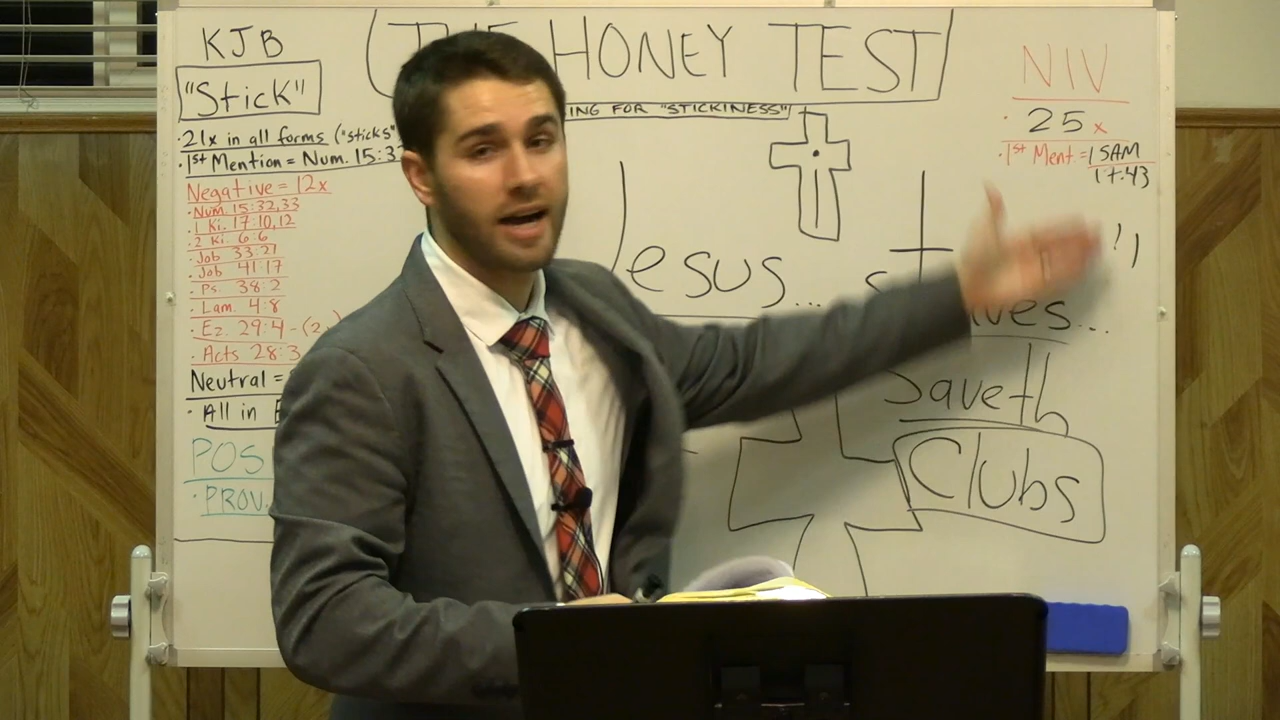 KJB
"Stick"
·21x in all forms ("sticks"
·1st Mention = Num. 15:3
Negative = 12x
·Num. 15:32,33
·1 Ki. 17:10,12
·2 Ki. 6:6
·Job 33:21
·Job 41:17
·Ps. 38:2
·Lam. 4:8
·Ez. 29:4 - (2
·Acts 28:3
Neutral =
·All in
POS
·PROV.
THE HONEY TEST
ING FOR "STICKINESS"
Jesus...
saves...
saveth
Clubs
NIV
·25x
·1st Ment = 1 SAM
17:43